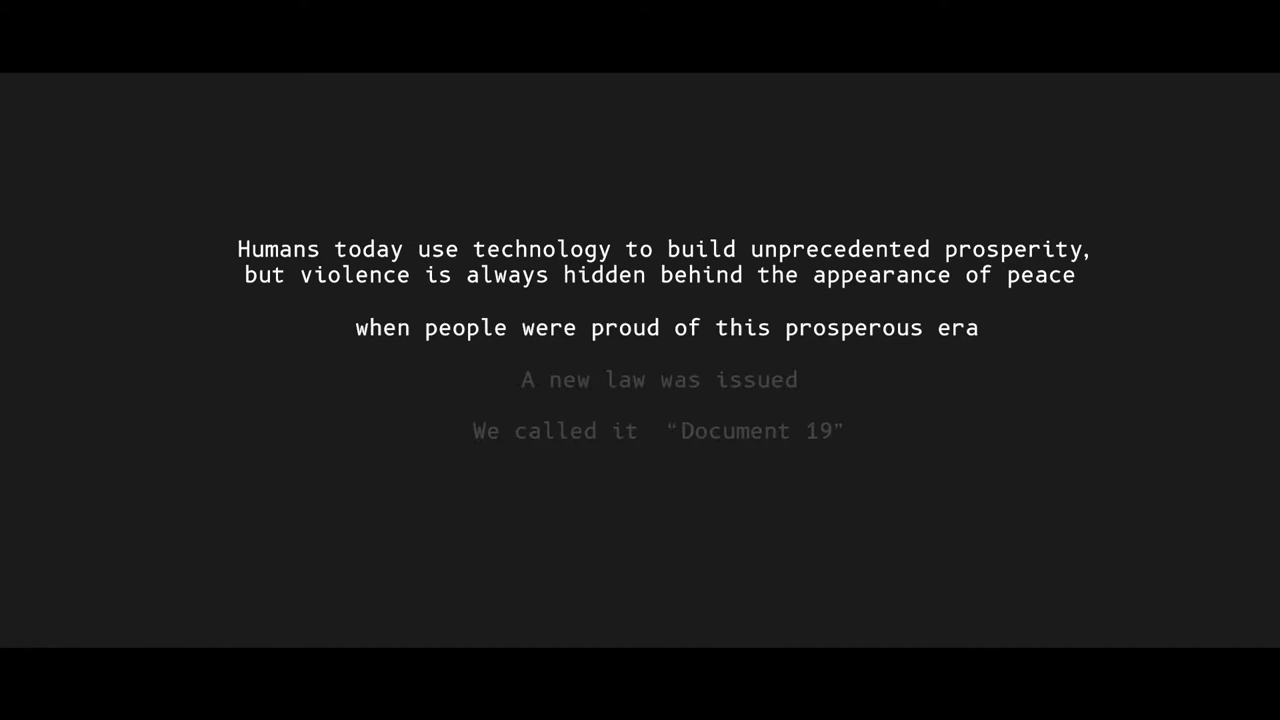 Humans today use technology to build unprecedented prosperity,
but violence is always hidden behind the appearance of peace
when people were proud of this prosperous era
A new law was issued
We called it “Document 19”